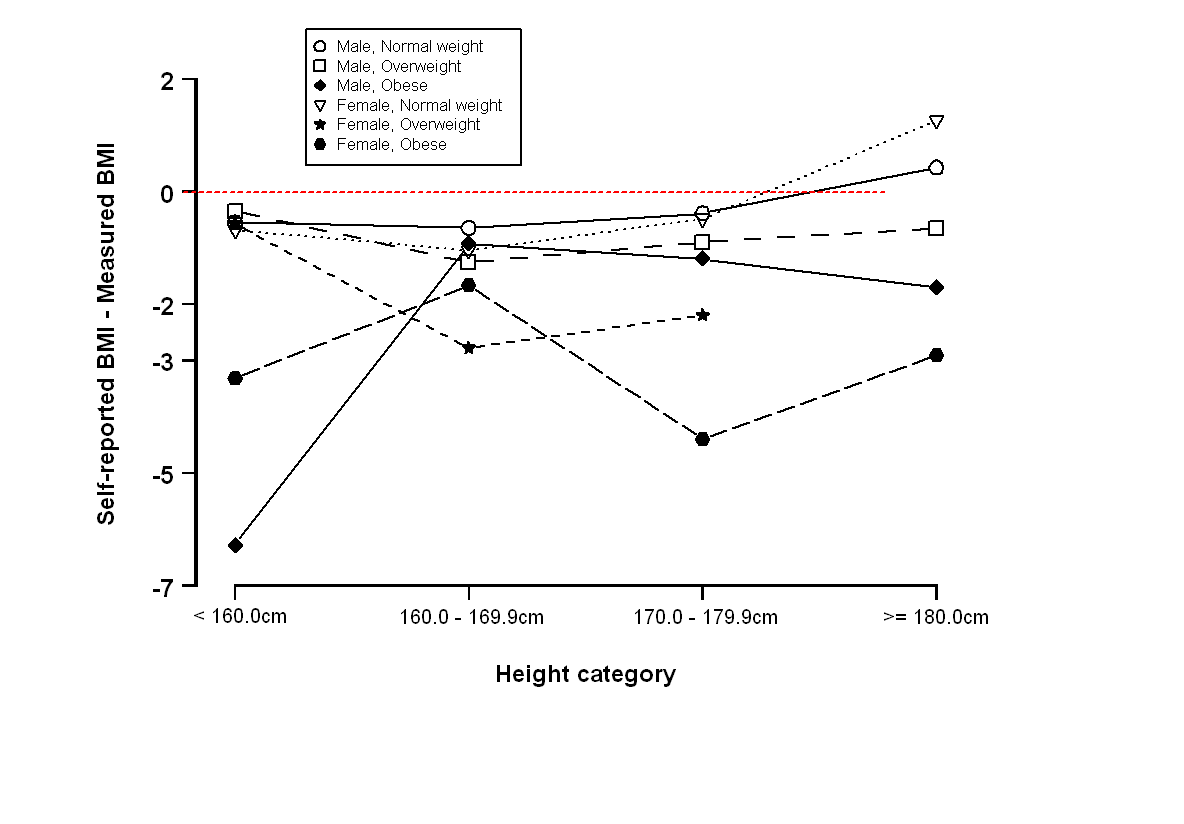 Male, Normal weight
Male, Overweight
Male, Obese
Female, Normal weight
Female, Overweight
Female, Obese
2
0
-2
-3
-5
-7
Self-reported BMI - Measured BMI
< 160.0cm
160.0 - 169.9cm
170.0 - 179.9cm
>= 180.0cm
Height category